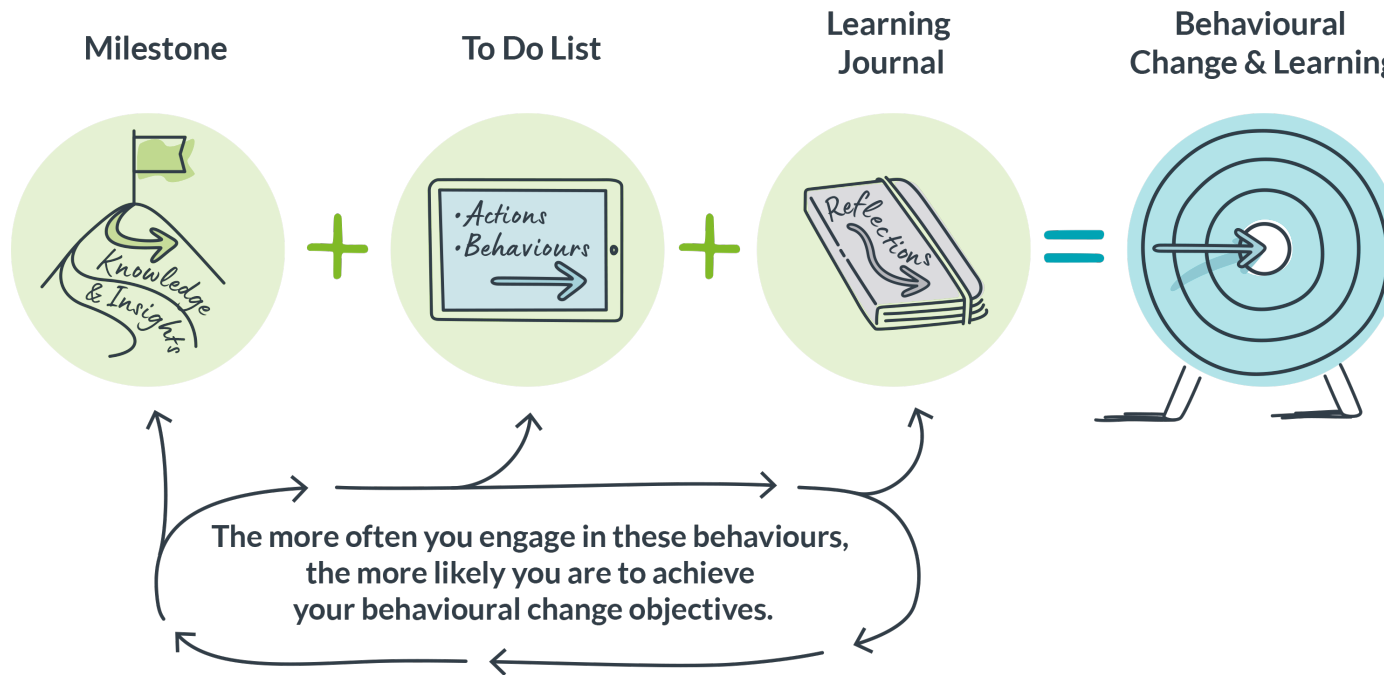 Milestone
To Do List
Learning
Journal
Behavioural
Change & Learning
Knowledge
& Insights
• Actions
• Behaviours
Reflections
The more often you engage in these behaviours,
the more likely you are to achieve
your behavioural change objectives.